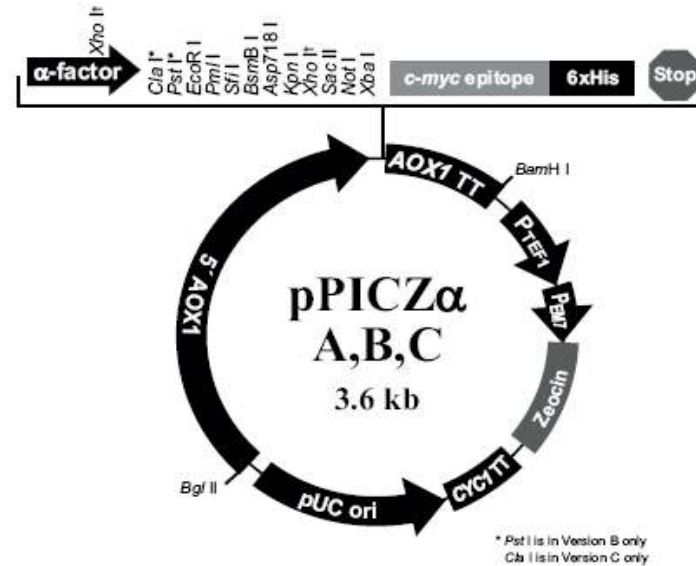 Xho I†
α-factor
Cla I*
Pst I*
EcoR I
Pml I
Sfi I
BsmB I
Asp718 I
Kpn I
Xho I†
Sac II
Not I
Xba I
c-myc epitope
6xHis
Stop
AOX1 TT
BamH I
PTEF1
PEM7
Zeocin
CYC1 TT
pUC ori
Bgl II
5´ AOX1
pPICZα
A,B,C
3.6 kb
* Pst I is in Version B only
Cla I is in Version C only